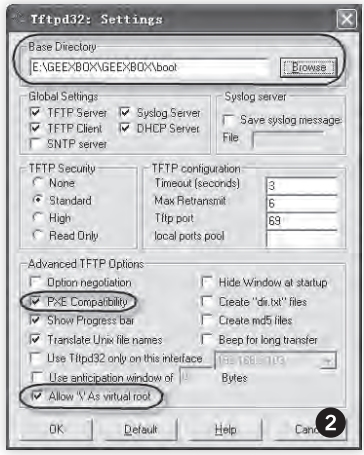 Tftpd32: Settings
Base Directory
E:\GEEXBOX\GEEXBOX\boot Browse
Global Settings
TFTP Server
Syslog Server
TFTP Client
DHCP Server
SNTP server
Syslog server
Save syslog message
File
TFTP Security
None
Standard
High
Read Only
TFTP configuration
Timeout (seconds) 3
Max Retransmit 6
Tftp port 69
local ports pool
Advanced TFTP Options
Option negotiation
PXE Compatibility
Show Progress bar
Translate Unix file names
Use Tftpd32 only on this interface
Use anticipation window of Bytes
Allow '\' As virtual root
Hide Window at startup
Create "dir.txt" files
Create md5 files
Beep for long transfer
OK Default Help
2